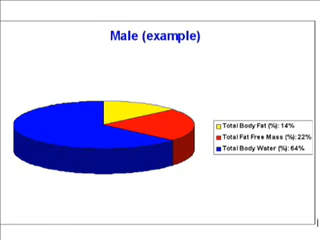 Male (example)
Total Body Fat (%): 14%
Total Fat Free Mass (%): 22%
Total Body Water (%): 64%